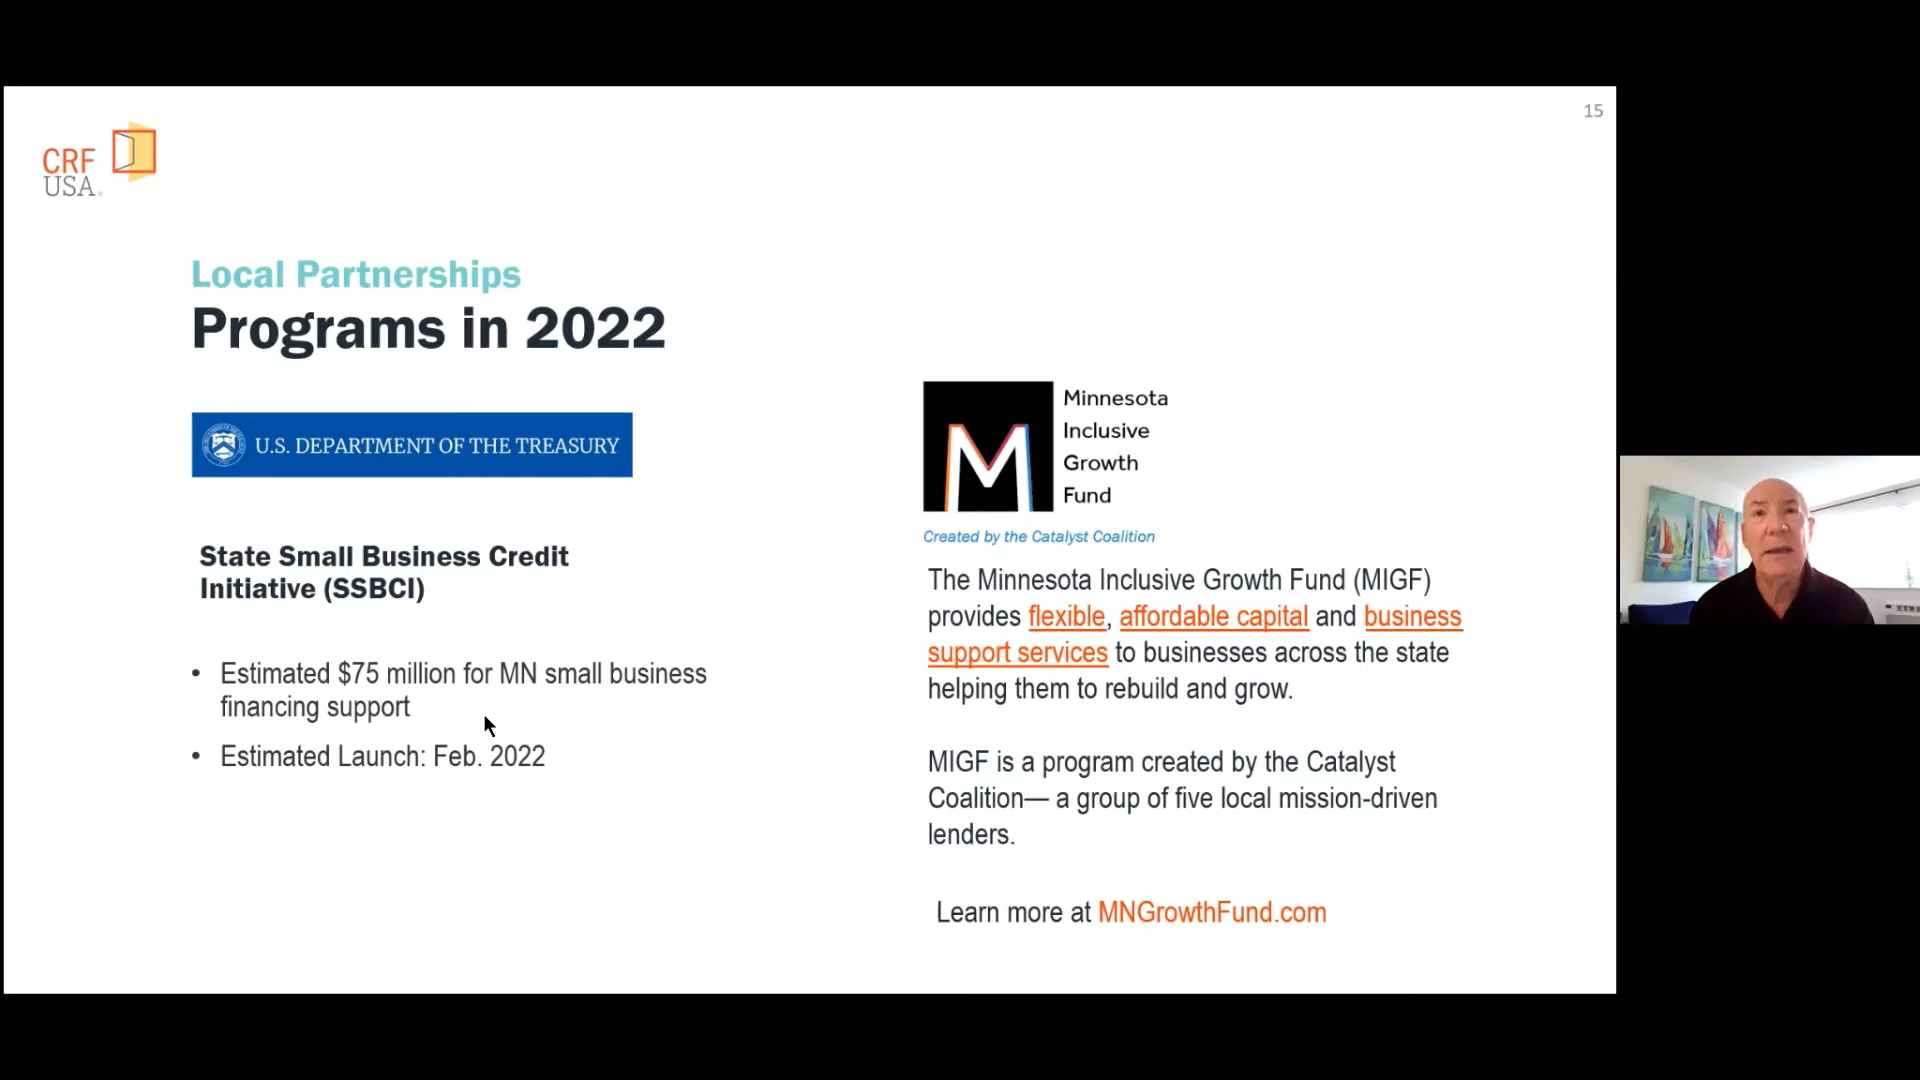 15
CRF
USA.
Local Partnerships
Programs in 2022
U.S. DEPARTMENT OF THE TREASURY
State Small Business Credit
Initiative (SSBCI)
• Estimated $75 million for MN small business
financing support
• Estimated Launch: Feb. 2022
M
Minnesota
Inclusive
Growth
Fund
Created by the Catalyst Coalition
The Minnesota Inclusive Growth Fund (MIGF)
provides flexible, affordable capital and business
support services to businesses across the state
helping them to rebuild and grow.
MIGF is a program created by the Catalyst
Coalition— a group of five local mission-driven
lenders.
Learn more at MNGrowthFund.com